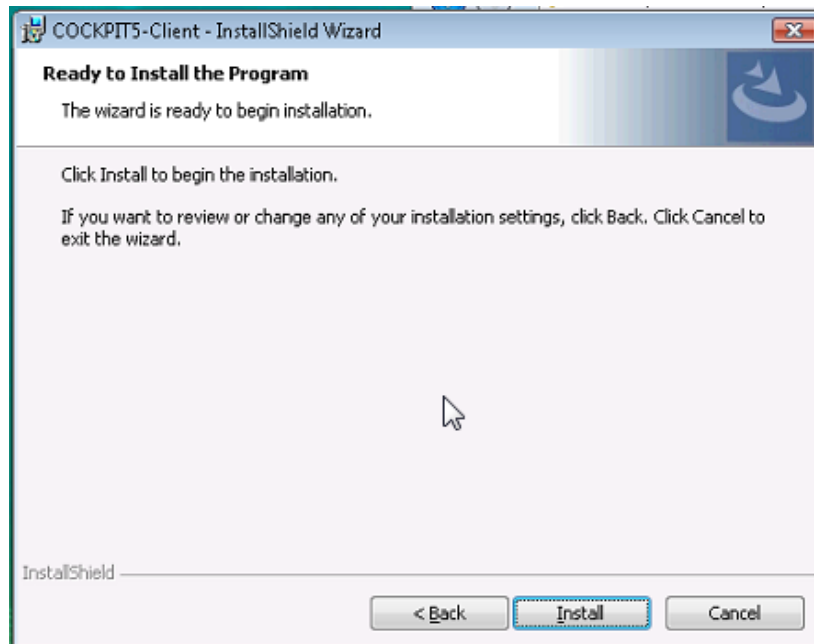 COCKPIT5-Client - InstallShield Wizard
Ready to Install the Program
The wizard is ready to begin installation.
Click Install to begin the installation.
If you want to review or change any of your installation settings, click Back. Click Cancel to
exit the wizard.
InstallShield
< Back
Install
Cancel